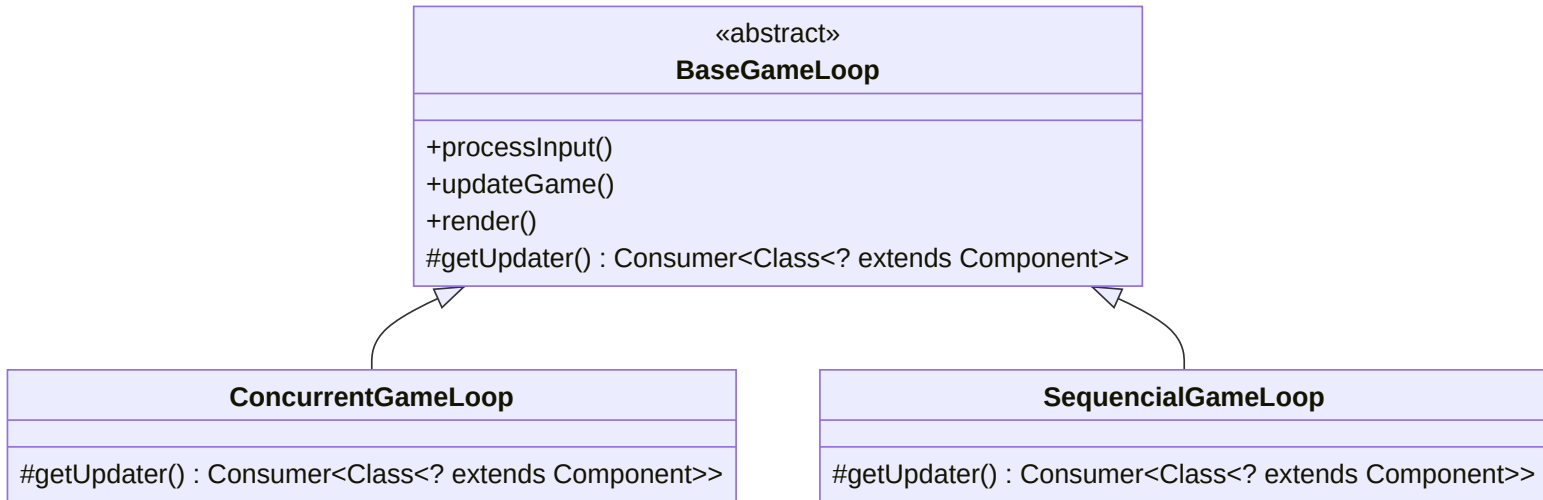 «abstract»
BaseGameLoop
+processInput()
+updateGame()
+render()
#getUpdater() : Consumer<Class<? extends Component>>
ConcurrentGameLoop
#getUpdater() : Consumer<Class<? extends Component>>
SequencialGameLoop
#getUpdater() : Consumer<Class<? extends Component>>